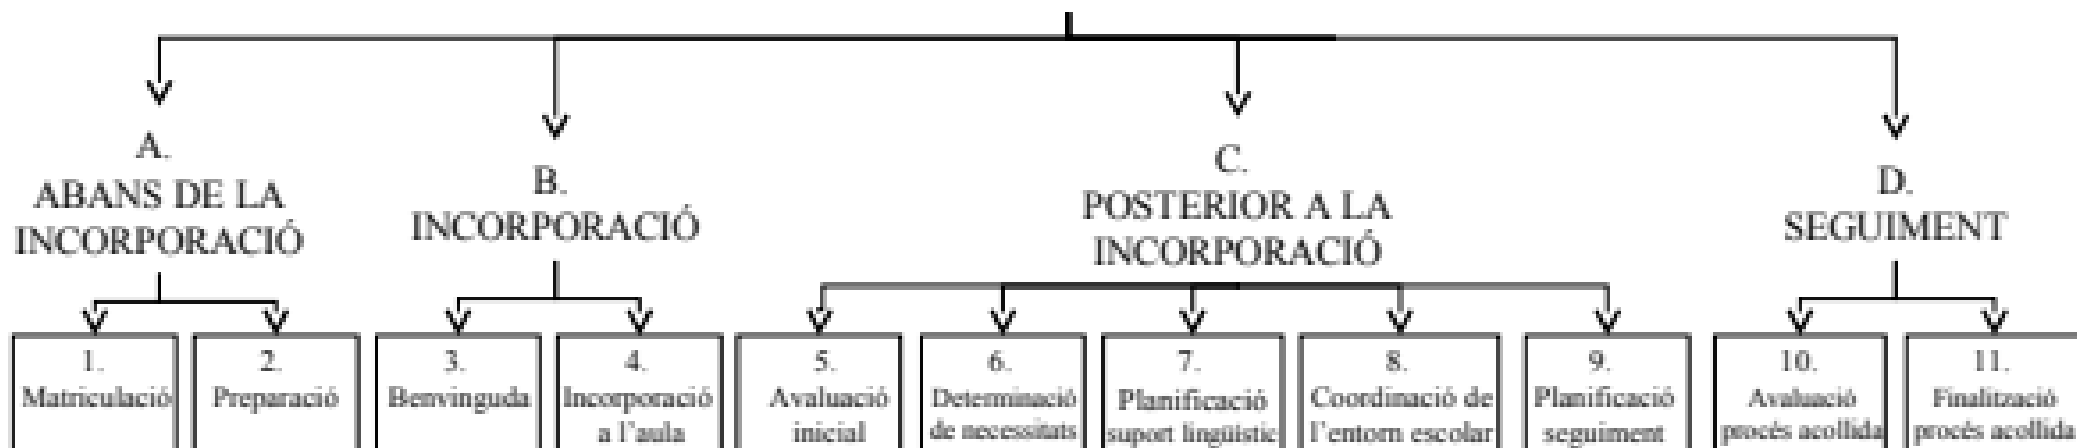 A.
ABANS DE LA
INCORPORACIÓ
B.
INCORPORACIÓ
C.
POSTERIOR A LA
INCORPORACIÓ
D.
SEGUIMENT
1.
Matriculació
2.
Preparació
3.
Benvinguda
4.
Incorporació
a l'aula
5.
Avaluació
inicial
6.
Determinació
de necessitats
7.
Planificació
suport lingüístic
8.
Coordinació de
l'entorn escolar
9.
Planificació
seguiment
10.
Avaluació
procés acollida
11.
Finalització
procés acollida